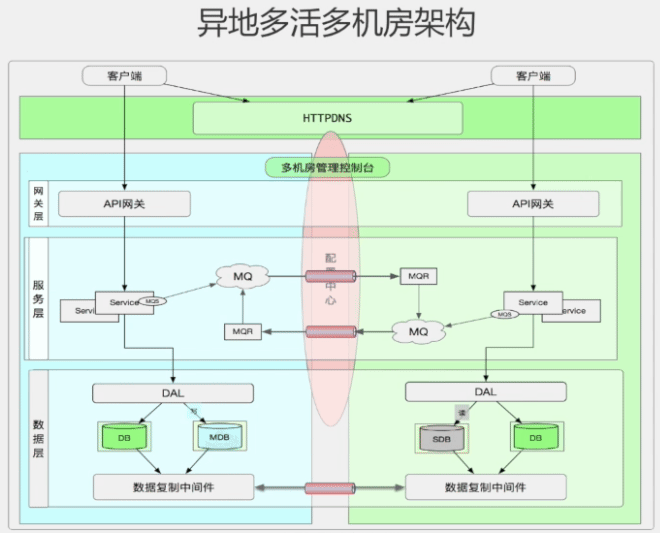 异地多活多机房架构
客户端
客户端
HTTPDNS
多机房管理控制台
网关层
API网关
API网关
服务层
配置中心
MQ
MQR
Service
MQS
Service
MQS
MQR
MQ
数据层
DAL
DAL
写
读
DB
MDB
SDB
DB
数据复制中间件
数据复制中间件